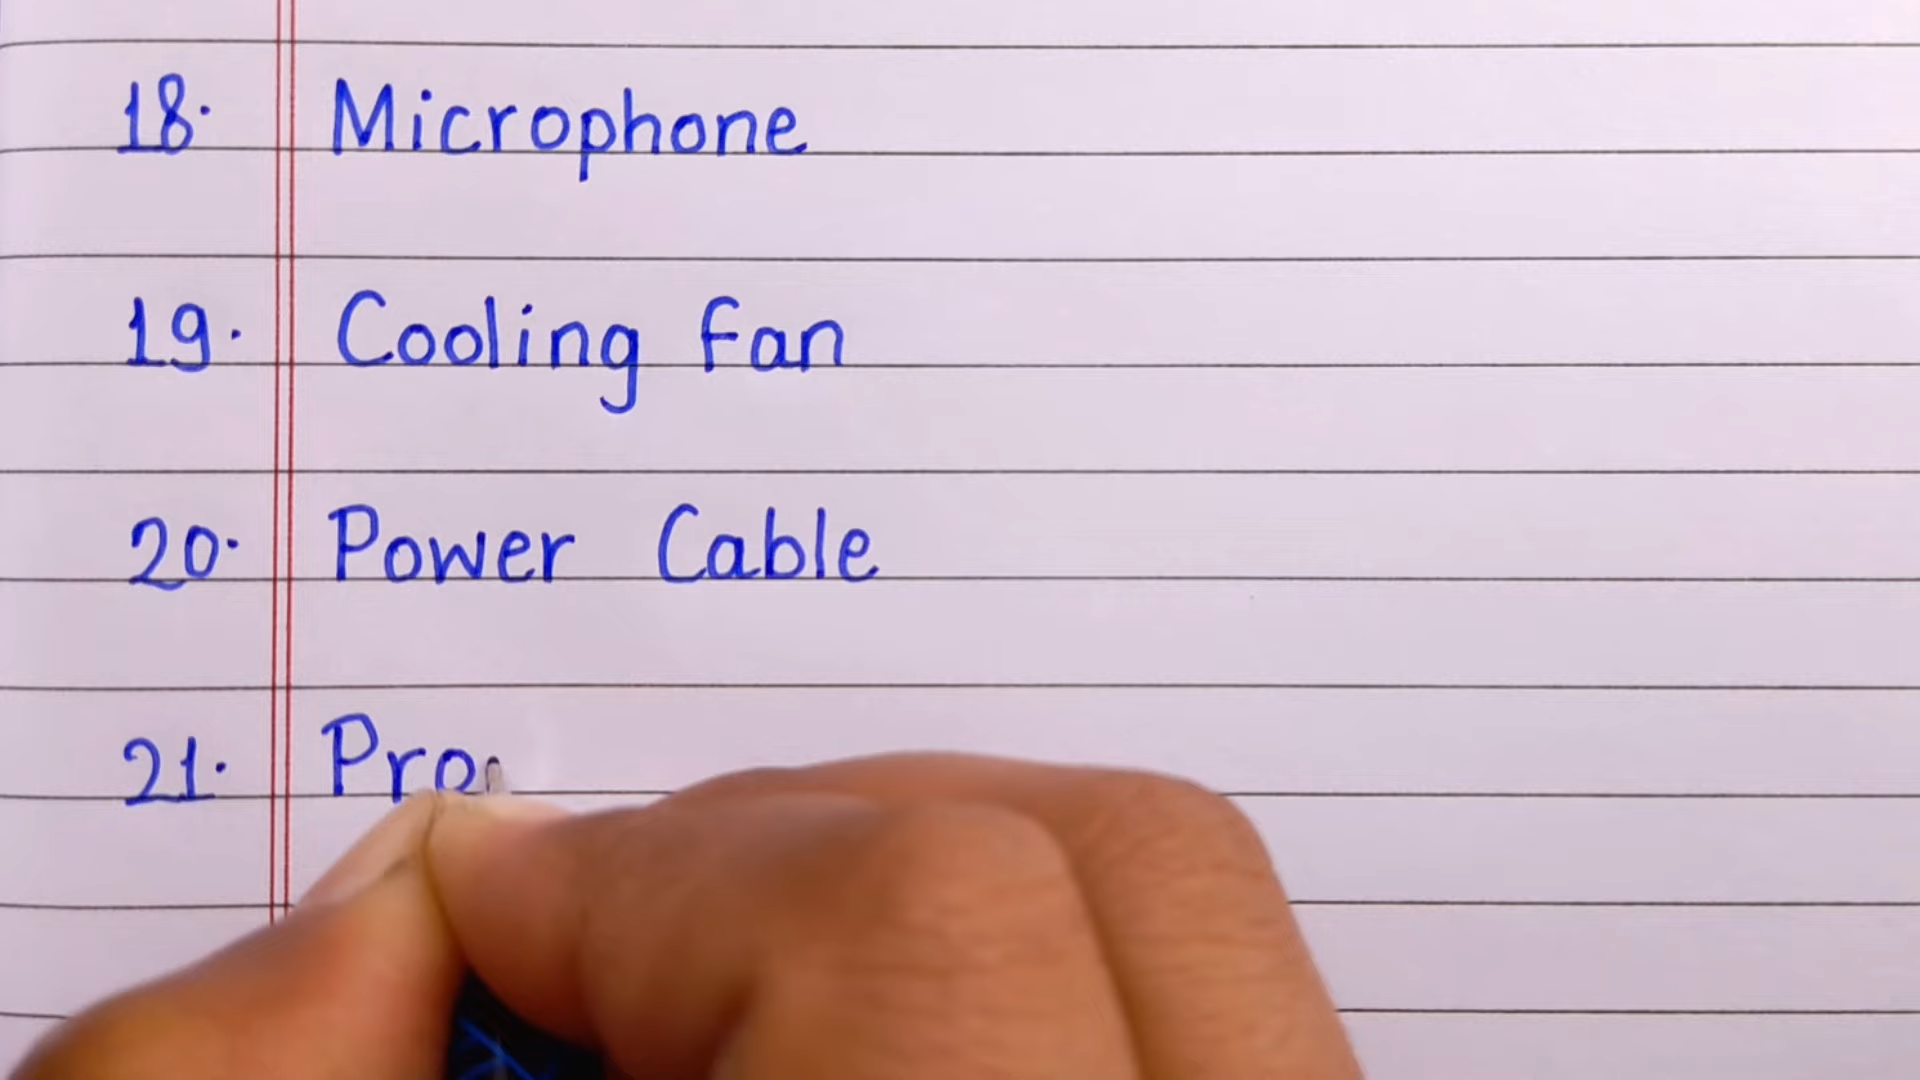 18. Microphone
19. Cooling fan
20. Power Cable
21. Pro